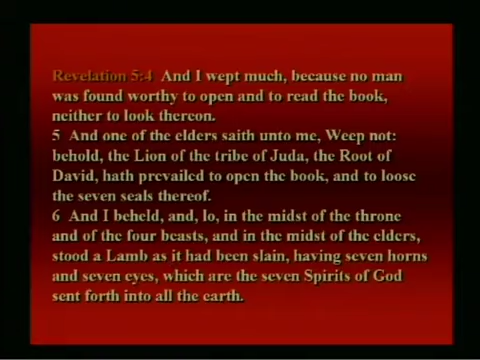 Revelation 5:4 And I wept much, because no man
was found worthy to open and to read the book,
neither to look thereon.
5 And one of the elders saith unto me, Weep not:
behold, the Lion of the tribe of Juda, the Root of
David, hath prevailed to open the book, and to loose
the seven seals thereof.
6 And I beheld, and, lo, in the midst of the throne
and of the four beasts, and in the midst of the elders,
stood a Lamb as it had been slain, having seven horns
and seven eyes, which are the seven Spirits of God
sent forth into all the earth.